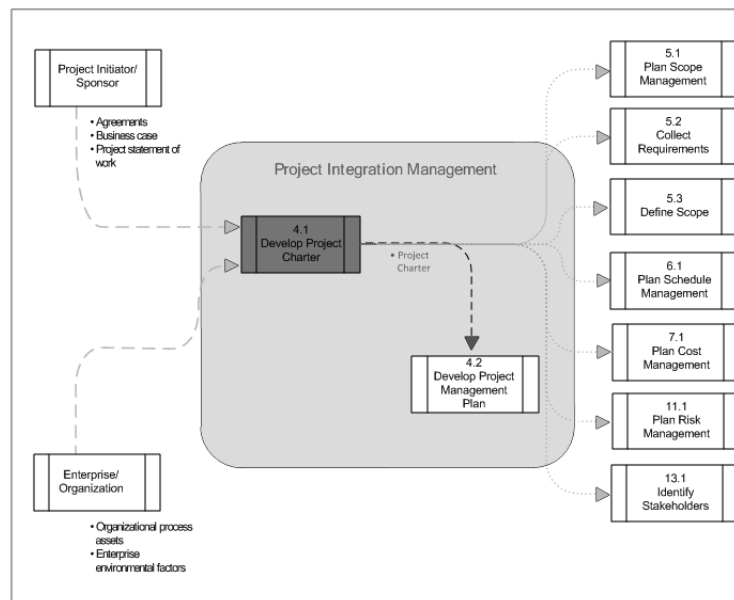 Project Initiator/
Sponsor
• Agreements
• Business case
• Project statement of
work
Project Integration Management
4.1
Develop Project
Charter
• Project
Charter
4.2
Develop Project
Management
Plan
Enterprise/
Organization
• Organizational process
assets
• Enterprise
environmental factors
5.1
Plan Scope
Management
5.2
Collect
Requirements
5.3
Define Scope
6.1
Plan Schedule
Management
7.1
Plan Cost
Management
11.1
Plan Risk
Management
13.1
Identify
Stakeholders